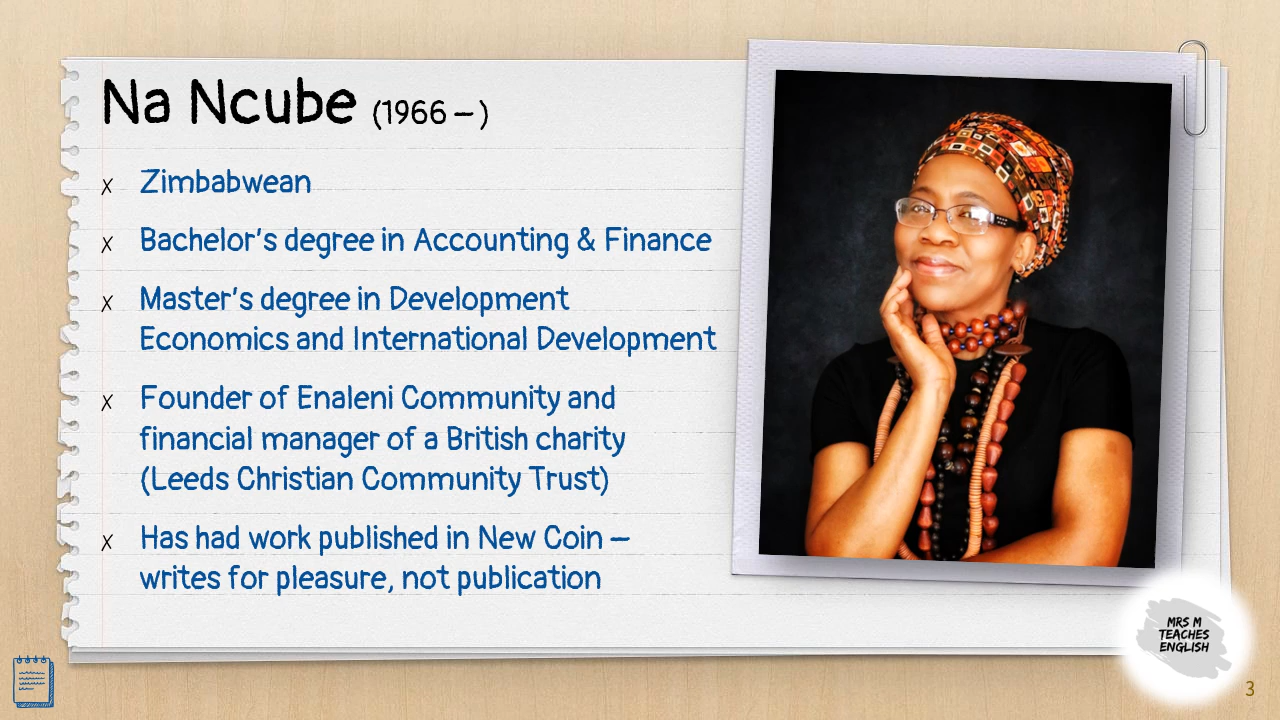 Na Ncube (1966 – )
x Zimbabwean
x Bachelor's degree in Accounting & Finance
x Master's degree in Development
Economics and International Development
x Founder of Enaleni Community and
financial manager of a British charity
(Leeds Christian Community Trust)
x Has had work published in New Coin –
writes for pleasure, not publication
MRS M
TEACHES
ENGLISH
3